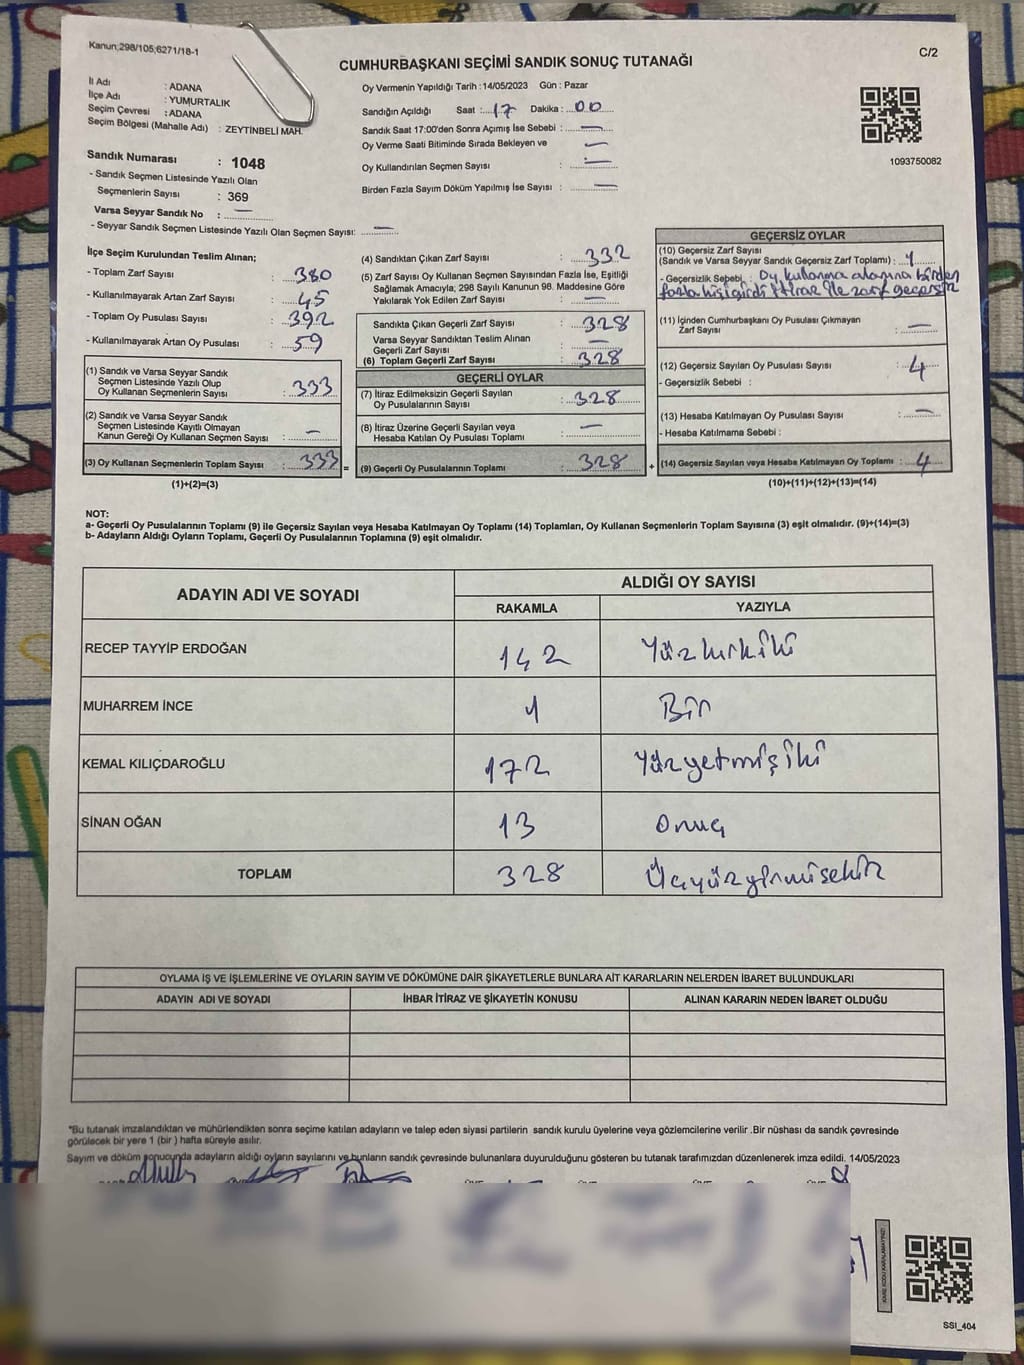 Kanun;298/105;6271/18-1
C/2
CUMHURBAŞKANI SEÇİMİ SANDIK SONUÇ TUTANAĞI
İl Adı : ADANA
İlçe Adı : YUMURTALIK
Seçim Çevresi : ADANA
Seçim Bölgesi (Mahalle Adı) : ZEYTİNBELİ MAH.
Sandık Numarası : 1048
- Sandık Seçmen Listesinde Yazılı Olan
Seçmenlerin Sayısı : 369
Varsa Seyyar Sandık No : —
- Seyyar Sandık Seçmen Listesinde Yazılı Olan Seçmen Sayısı: —
Oy Vermenin Yapıldığı Tarih :14/05/2023 Gün : Pazar
Sandığın Açıldığı Saat : 17 Dakika : 00
Sandık Saat 17:00'den Sonra Açımış İse Sebebi : —
Oy Verme Saati Bitiminde Sırada Bekleyen ve —
Oy Kullandırılan Seçmen Sayısı : —
Birden Fazla Sayım Döküm Yapılmış İse Sayısı : —
1093750082
İlçe Seçim Kurulundan Teslim Alınan;
- Toplam Zarf Sayısı : 380
- Kullanılmayarak Artan Zarf Sayısı : 45
- Toplam Oy Pusulası Sayısı : 392
- Kullanılmayarak Artan Oy Pusulası : 59
(1) Sandık ve Varsa Seyyar Sandık
Seçmen Listesinde Yazılı Olup
Oy Kullanan Seçmenlerin Sayısı : 333
(2) Sandık ve Varsa Seyyar Sandık
Seçmen Listesinde Kayıtlı Olmayan
Kanun Gereği Oy Kullanan Seçmen Sayısı : —
(3) Oy Kullanan Seçmenlerin Toplam Sayısı : 333 =
(1)+(2)=(3)
(4) Sandıktan Çıkan Zarf Sayısı : 332
(5) Zarf Sayısı Oy Kullanan Seçmen Sayısından Fazla İse, Eşitliği
Sağlamak Amacıyla; 298 Sayılı Kanunun 98. Maddesine Göre
Yakılarak Yok Edilen Zarf Sayısı : —
Sandıkta Çıkan Geçerli Zarf Sayısı : 328
Varsa Seyyar Sandıktan Teslim Alınan
Geçerli Zarf Sayısı : —
(6) Toplam Geçerli Zarf Sayısı : 328
GEÇERLİ OYLAR
(7) İtiraz Edilmeksizin Geçerli Sayılan
Oy Pusulalarının Sayısı : 328
(8) İtiraz Üzerine Geçerli Sayılan veya
Hesaba Katılan Oy Pusulası Toplamı : —
(9) Geçerli Oy Pusulalarının Toplamı : 328 +
GEÇERSİZ OYLAR
(10) Geçersiz Zarf Sayısı
(Sandık ve Varsa Seyyar Sandık Geçersiz Zarf Toplamı) : 1
- Geçersizlik Sebebi : Oy kullanma alanına birden
fazla kişi girdi itiraz ile zarf geçersiz
(11) İçinden Cumhurbaşkanı Oy Pusulası Çıkmayan
Zarf Sayısı : —
(12) Geçersiz Sayılan Oy Pusulası Sayısı : 4
- Geçersizlik Sebebi :
(13) Hesaba Katılmayan Oy Pusulası Sayısı : —
- Hesaba Katılmama Sebebi :
(14) Geçersiz Sayılan veya Hesaba Katılmayan Oy Toplamı : 4
(10)+(11)+(12)+(13)=(14)
NOT:
a- Geçerli Oy Pusulalarının Toplamı (9) ile Geçersiz Sayılan veya Hesaba Katılmayan Oy Toplamı (14) Toplamları, Oy Kullanan Seçmenlerin Toplam Sayısına (3) eşit olmalıdır. (9)+(14)=(3)
b- Adayların Aldığı Oyların Toplamı, Geçerli Oy Pusulalarının Toplamına (9) eşit olmalıdır.
ADAYIN ADI VE SOYADI
ALDIĞI OY SAYISI
RAKAMLA YAZIYLA
RECEP TAYYİP ERDOĞAN 142 Yüzkırkiki
MUHARREM İNCE 1 Bir
KEMAL KILIÇDAROĞLU 172 Yüzyetmişiki
SİNAN OĞAN 13 Onuç
TOPLAM 328 Üçyüzyirmisekiz
OYLAMA İŞ VE İŞLEMLERİNE VE OYLARIN SAYIM VE DÖKÜMÜNE DAİR ŞİKAYETLERLE BUNLARA AİT KARARLARIN NELERDEN İBARET BULUNDUKLARI
ADAYIN ADI VE SOYADI İHBAR İTİRAZ VE ŞİKAYETİN KONUSU ALINAN KARARIN NEDEN İBARET OLDUĞU
*Bu tutanak imzalandıktan ve mühürlendikten sonra seçime katılan adayların ve talep eden siyasi partilerin sandık kurulu üyelerine veya gözlemcilerine verilir .Bir nüshası da sandık çevresinde
görülecek bir yere 1 (bir ) hafta süreyle asılır.
Sayım ve döküm sonucunda adayların aldığı oyların sayılarını ve bunların sandık çevresinde bulunanlara duyurulduğunu gösteren bu tutanak tarafımızdan düzenlenerek imza edildi. 14/05/2023
KARE KODU KARALAMAYINIZ!
SSI_404